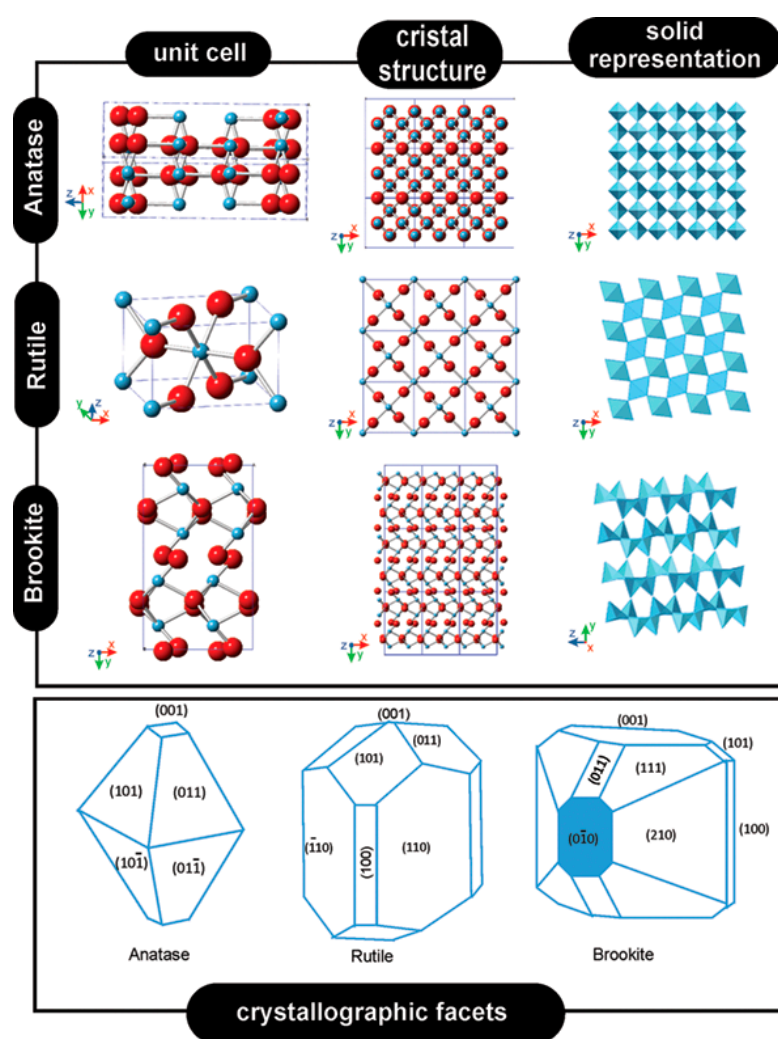 unit cell
cristal
structure
solid
representation
Anatase
z x
y
z x
y
z x
y
Rutile
y z
x
z x
y
z x
y
Brookite
z x
y
z x
y
y
z x
(001)
(101)
(011)
(101̅)
(011̅)
Anatase
(001)
(101)
(011)
(1̅10)
(100)
(110)
Rutile
(001)
(101)
(011)
(111)
(01̅0)
(210)
(100)
Brookite
crystallographic facets